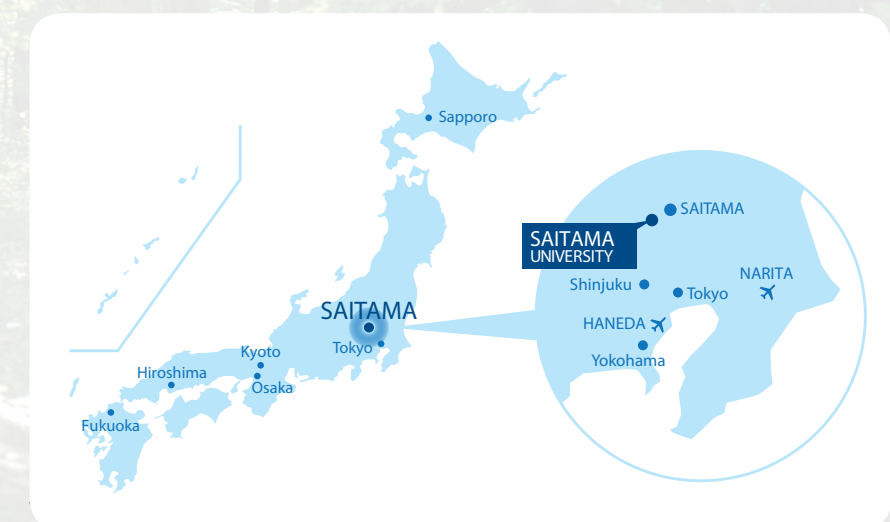 Sapporo
SAITAMA
SAITAMA
UNIVERSITY
Shinjuku
Tokyo
NARITA
HANEDA
Yokohama
SAITAMA
Tokyo
Kyoto
Osaka
Hiroshima
Fukuoka